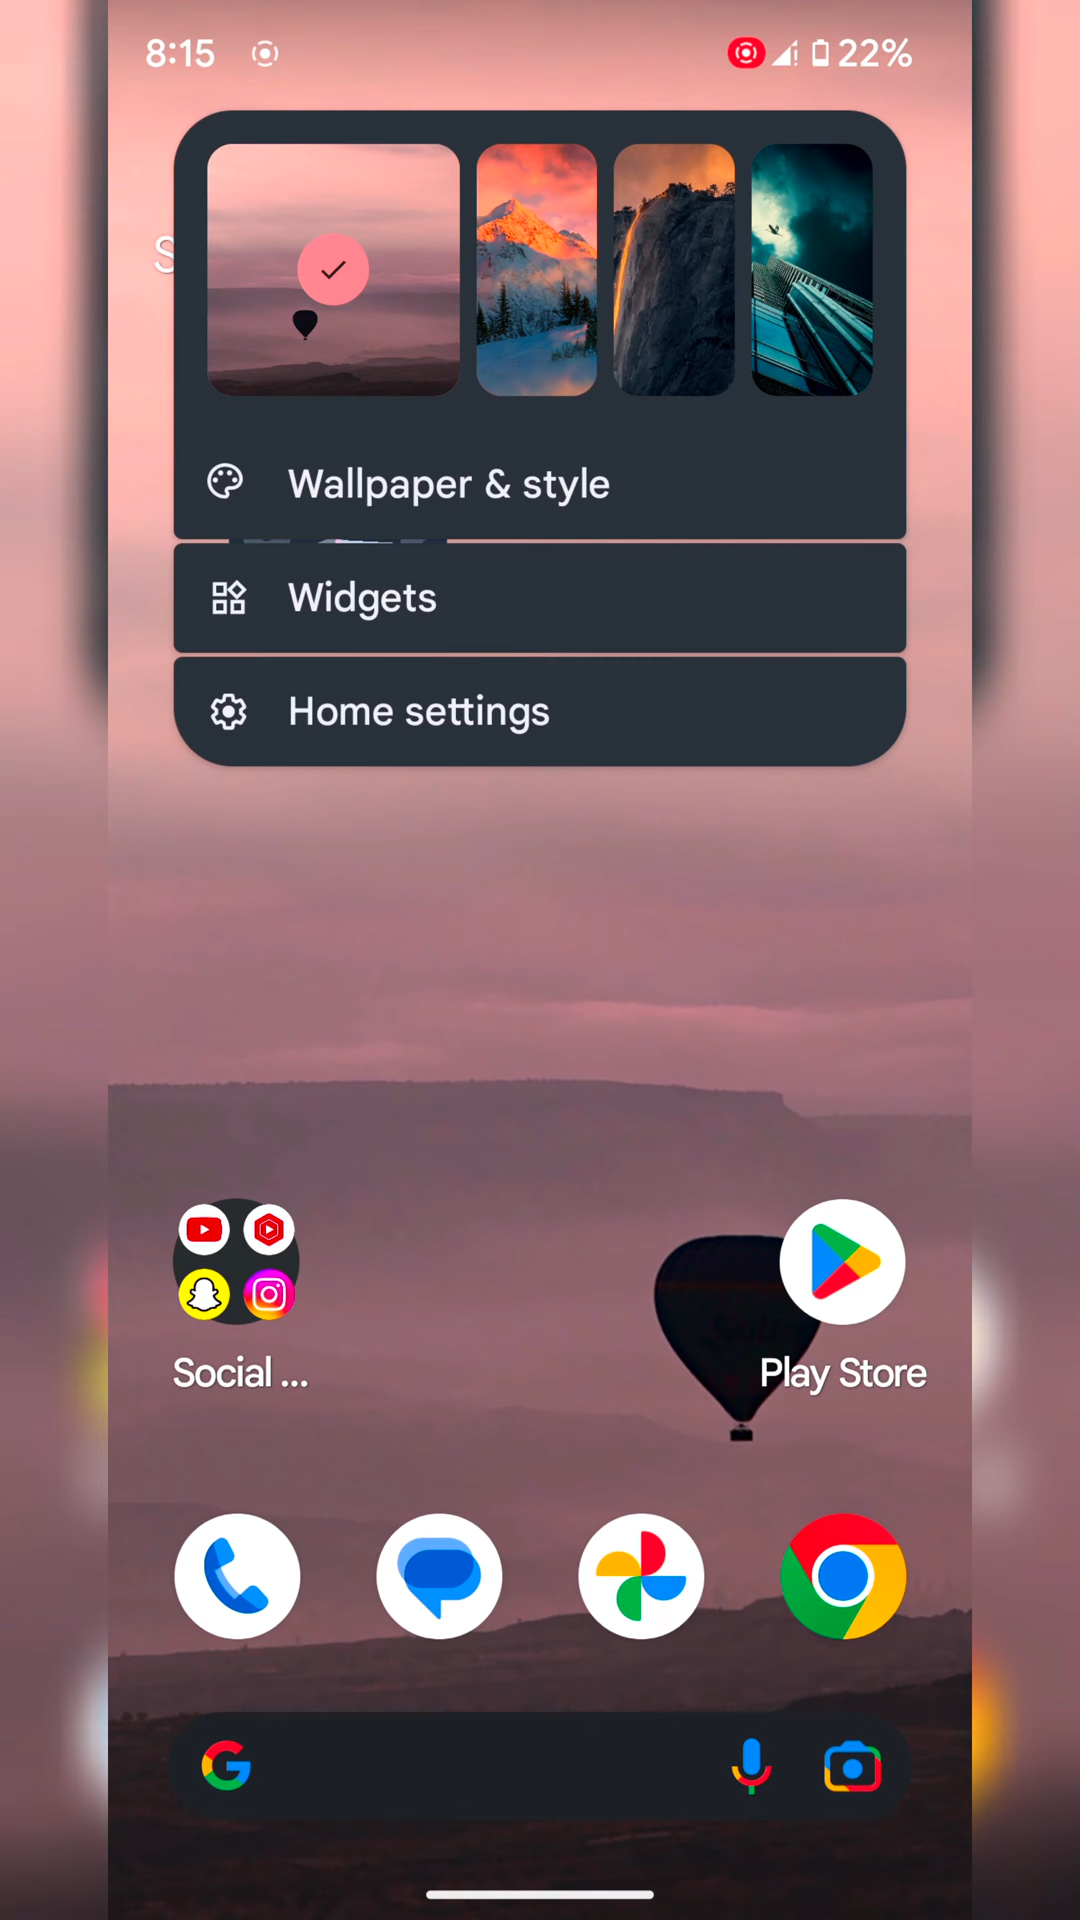 8:15
22%
S
Wallpaper & style
Widgets
Home settings
Social ...
Play Store